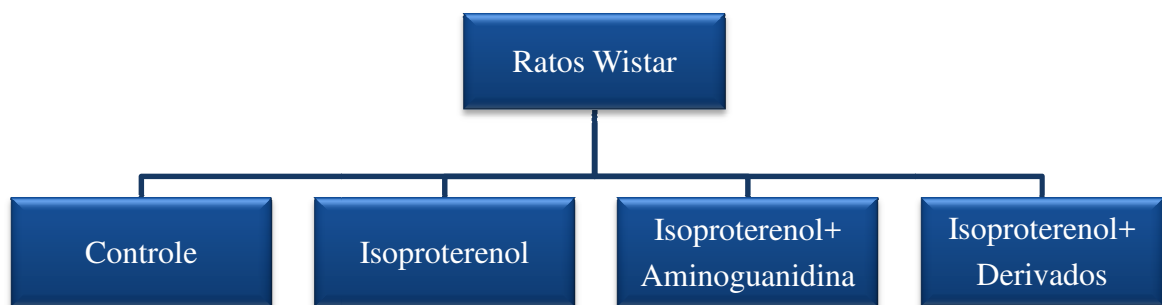 Ratos Wistar
Controle
Isoproterenol
Isoproterenol+
Aminoguanidina
Isoproterenol+
Derivados